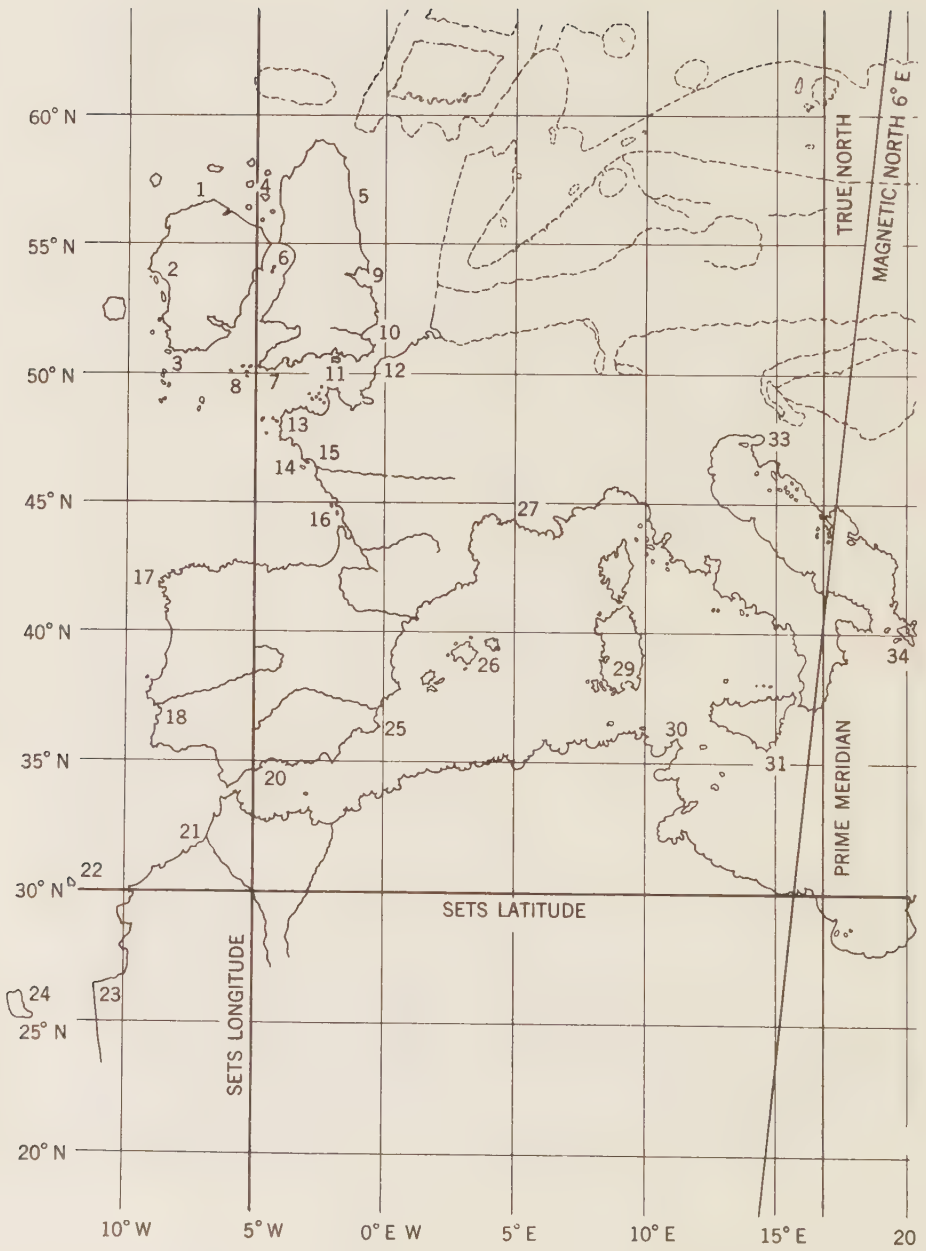 60° N
55° N
50° N
45° N
40° N
35° N
30° N
25° N
20° N
10° W
5° W
0° E W
5° E
10° E
15° E
20
TRUE NORTH
MAGNETIC NORTH 6° E
PRIME MERIDIAN
SETS LATITUDE
SETS LONGITUDE
1
2
3
4
5
6
7
8
9
10
11
12
13
14
15
16
17
18
20
21
22
23
24
25
26
27
29
30
31
33
34